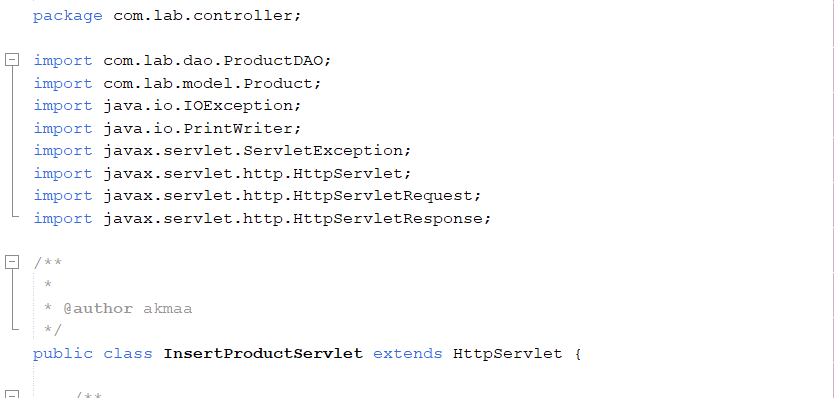 package com.lab.controller;
import com.lab.dao.ProductDAO;
import com.lab.model.Product;
import java.io.IOException;
import java.io.PrintWriter;
import javax.servlet.ServletException;
import javax.servlet.http.HttpServlet;
import javax.servlet.http.HttpServletRequest;
import javax.servlet.http.HttpServletResponse;
/**
 *
 * @author akmaa
 */
public class InsertProductServlet extends HttpServlet {
    /**